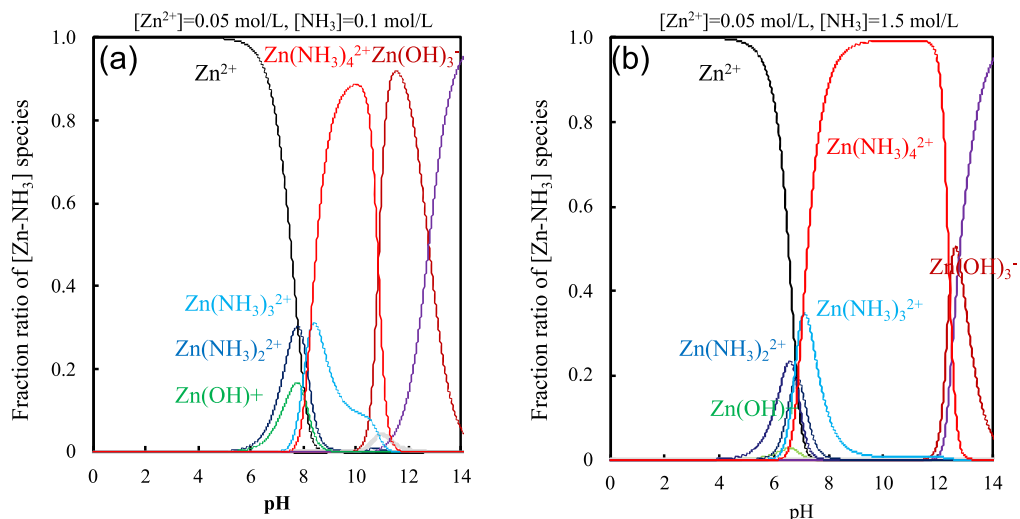 [Zn²⁺]=0.05 mol/L, [NH₃]=0.1 mol/L
(a)
Zn²⁺
Zn(NH₃)₄²⁺
Zn(OH)₃⁻
Zn(NH₃)₃²⁺
Zn(NH₃)₂²⁺
Zn(OH)+
Fraction ratio of [Zn-NH₃] species
1.0
0.8
0.6
0.4
0.2
0
0 2 4 6 8 10 12 14
pH
[Zn²⁺]=0.05 mol/L, [NH₃]=1.5 mol/L
(b)
Zn²⁺
Zn(NH₃)₄²⁺
Zn(OH)₃⁻
Zn(NH₃)₃²⁺
Zn(NH₃)₂²⁺
Zn(OH)+
Fraction ratio of [Zn-NH₃] species
1.0
0.8
0.6
0.4
0.2
0
0 2 4 6 8 10 12 14
pH